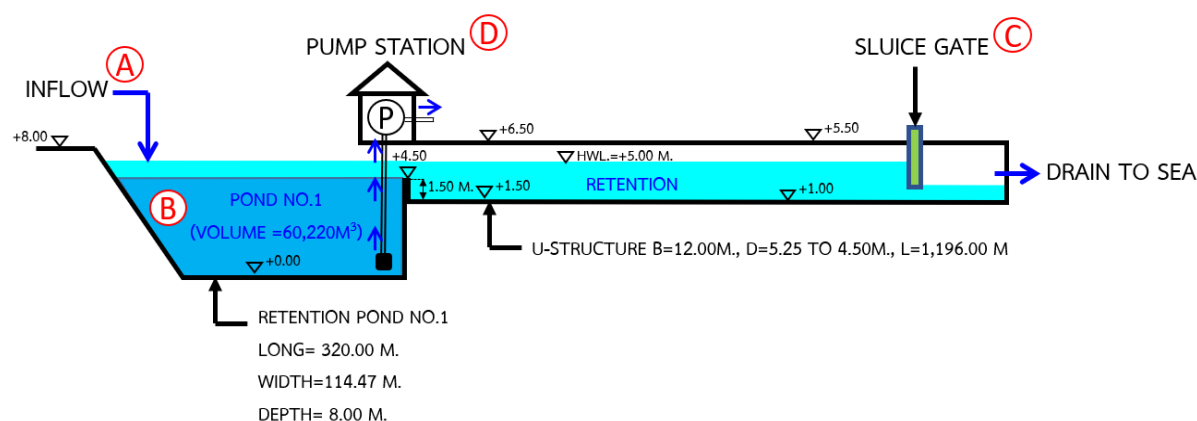 PUMP STATION D
SLUICE GATE C
INFLOW A
+8.00
P
+6.50
+5.50
+4.50
HWL.=+5.00 M.
DRAIN TO SEA
1.50 M.
+1.50
RETENTION
+1.00
B
POND NO.1
(VOLUME =60,220M³)
+0.00
U-STRUCTURE B=12.00M., D=5.25 TO 4.50M., L=1,196.00 M
RETENTION POND NO.1
LONG= 320.00 M.
WIDTH=114.47 M.
DEPTH= 8.00 M.